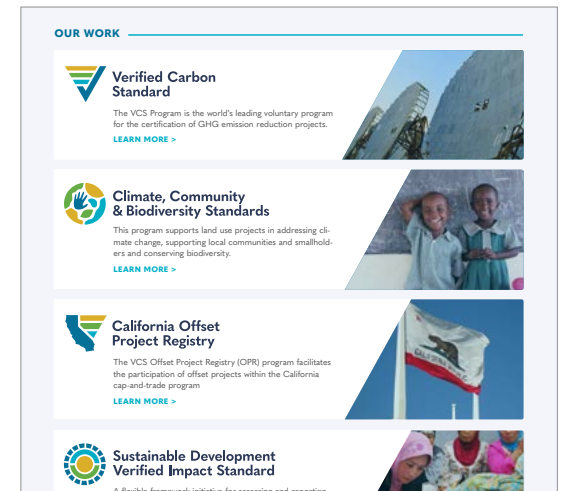 OUR WORK
Verified Carbon
Standard
The VCS Program is the world's leading voluntary program
for the certification of GHG emission reduction projects.
LEARN MORE >
Climate, Community
& Biodiversity Standards
This program supports land use projects in addressing cli-
mate change, supporting local communities and smallhold-
ers and conserving biodiversity.
LEARN MORE >
California Offset
Project Registry
The VCS Offset Project Registry (OPR) program facilitates
the participation of offset projects within the California
cap-and-trade program
LEARN MORE >
CALIFORNIA
Sustainable Development
Verified Impact Standard